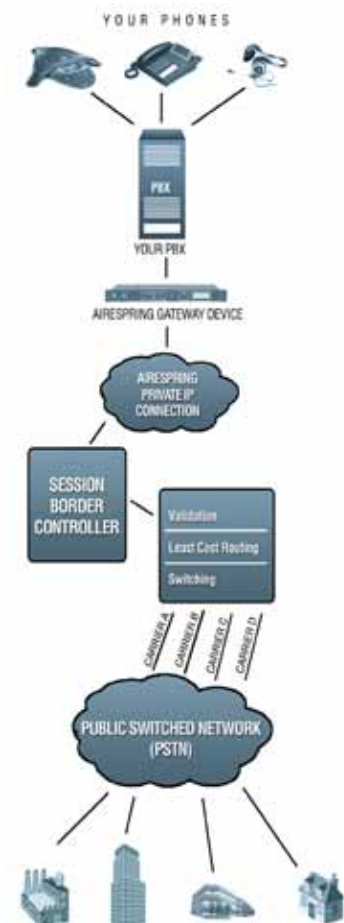 YOUR PHONES
PBX
YOUR PBX
AIRESPRING GATEWAY DEVICE
AIRESPRING
PRIVATE IP
CONNECTION
SESSION
BORDER
CONTROLLER
Validation
Least Cost Routing
Switching
CARRIER A
CARRIER B
CARRIER C
CARRIER D
PUBLIC SWITCHED NETWORK
(PSTN)